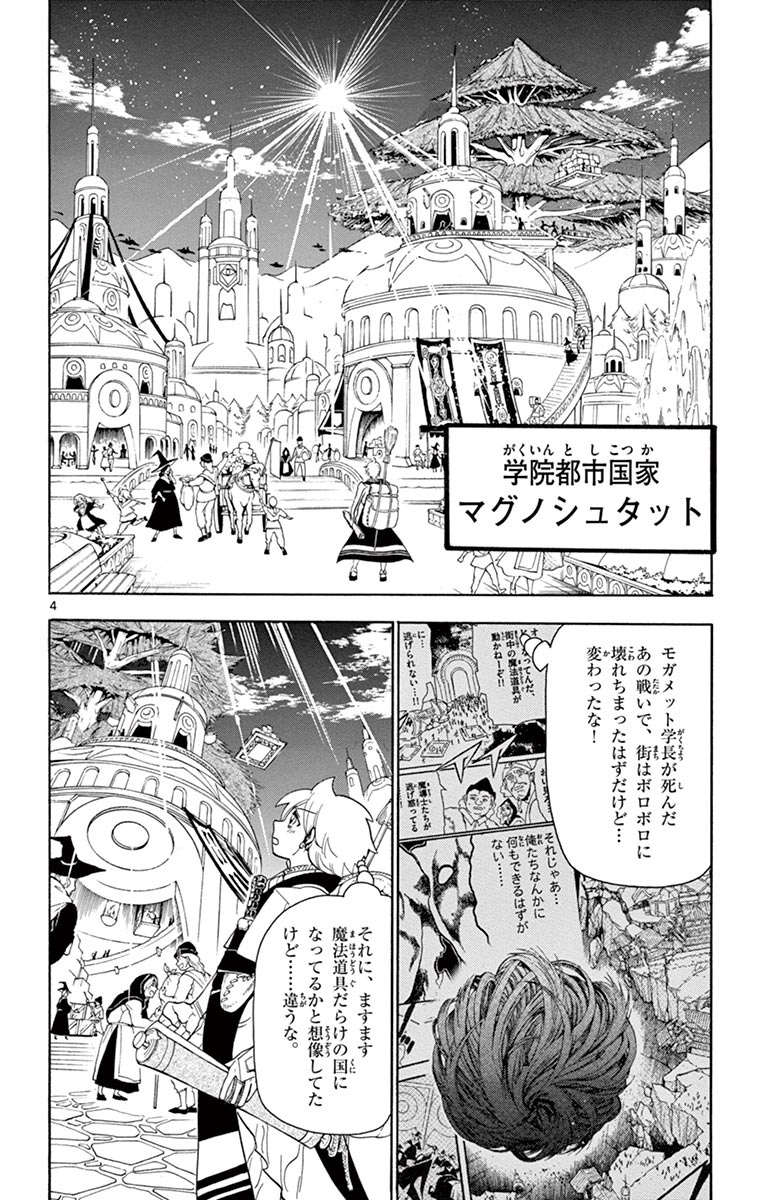 学院都市国家
マグノシュタット
4
モガメット学長が死んだ
あの戦いで、街はボロボロに
壊れちまったはずだけど…
変わったな!
なってんだ、
街中の魔法道具が
動かねーぞ!!
に…
逃げられない…!!
魔導士たちが
逃げ惑ってる
それじゃあ…
俺たちなんかに
何もできるはずが
ない……
それに、ますます
魔法道具だらけの国に
なってるかと想像してた
けど……違うな。